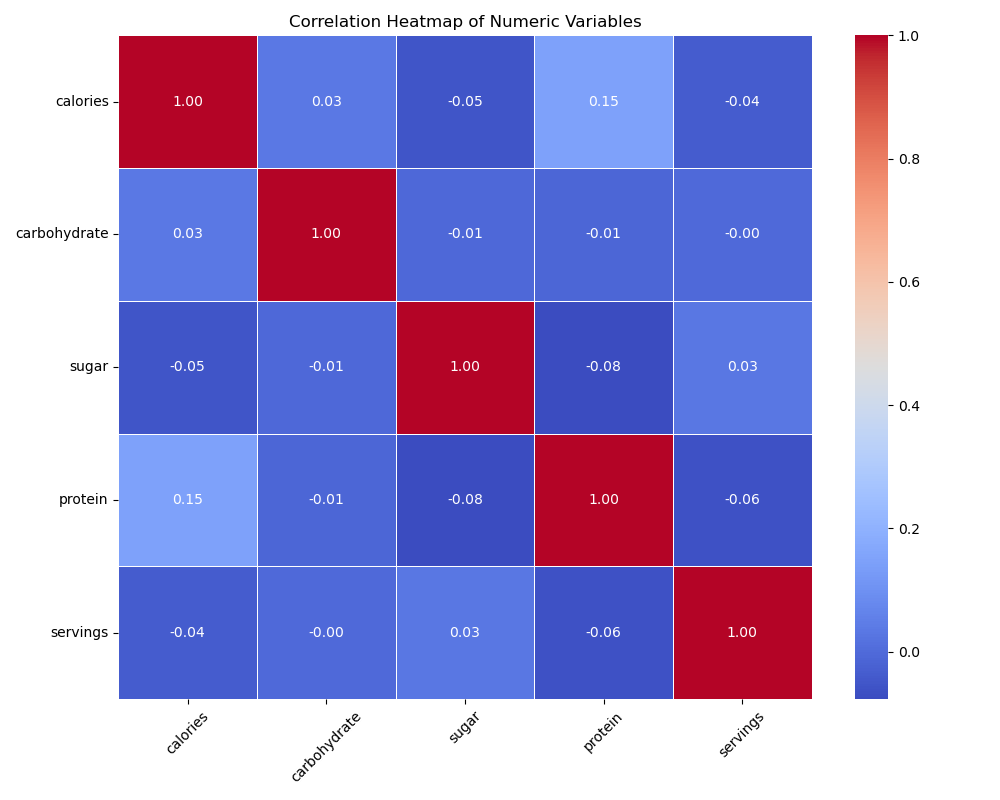 Correlation Heatmap of Numeric Variables
calories 1.00 0.03 -0.05 0.15 -0.04
carbohydrate 0.03 1.00 -0.01 -0.01 -0.00
sugar -0.05 -0.01 1.00 -0.08 0.03
protein 0.15 -0.01 -0.08 1.00 -0.06
servings -0.04 -0.00 0.03 -0.06 1.00
calories carbohydrate sugar protein servings
1.0
0.8
0.6
0.4
0.2
0.0